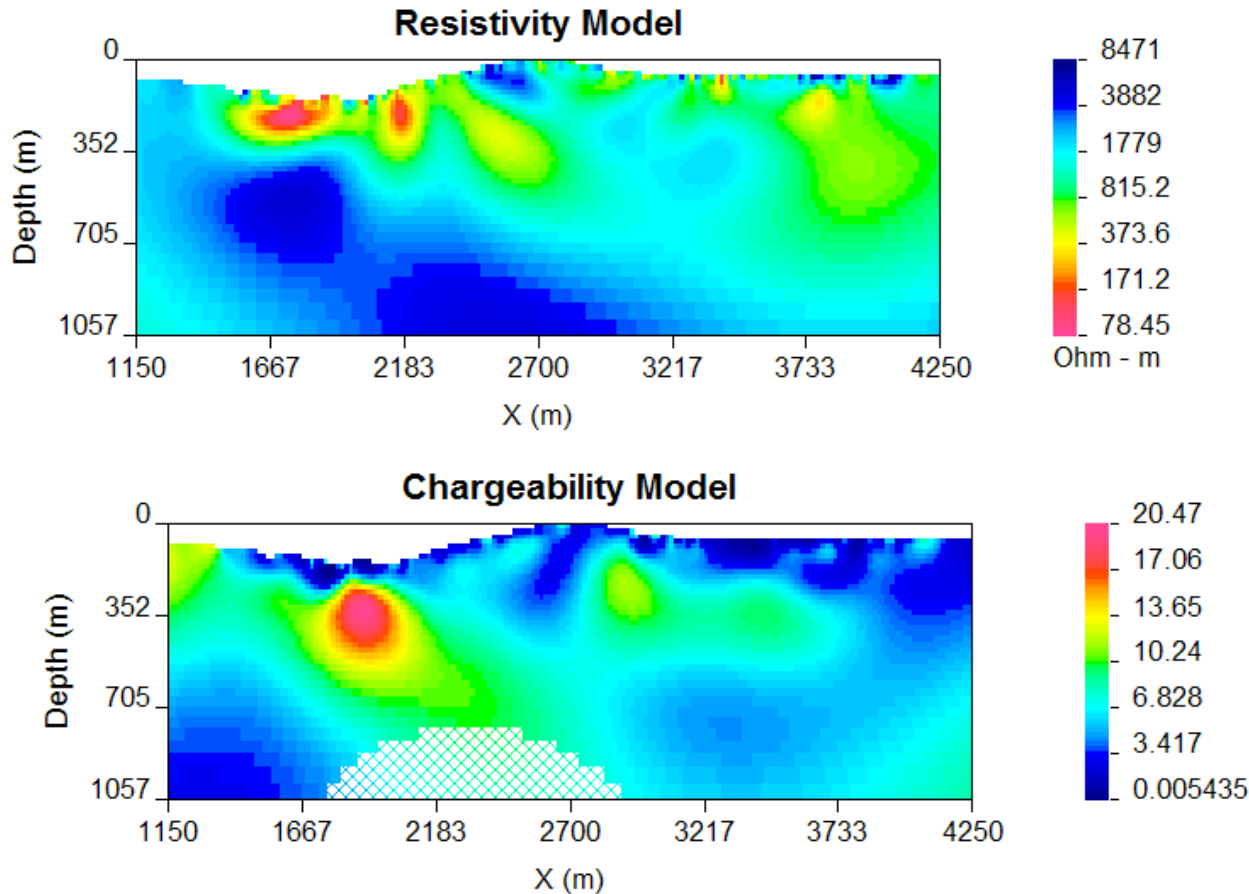 Resistivity Model
0
352
705
1057
Depth (m)
1150 1667 2183 2700 3217 3733 4250
X (m)
8471
3882
1779
815.2
373.6
171.2
78.45
Ohm - m
Chargeability Model
0
352
705
1057
Depth (m)
1150 1667 2183 2700 3217 3733 4250
X (m)
20.47
17.06
13.65
10.24
6.828
3.417
0.005435